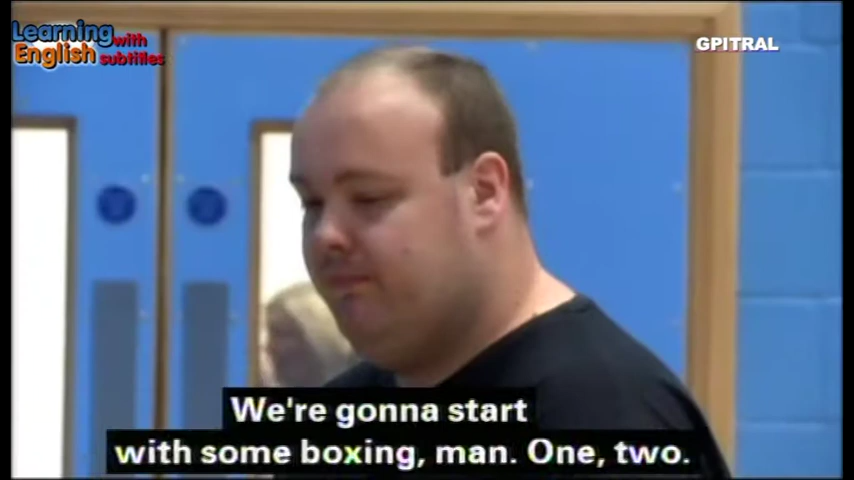 Learning
English with
subtitles
GPITRAL
We're gonna start
with some boxing, man. One, two.